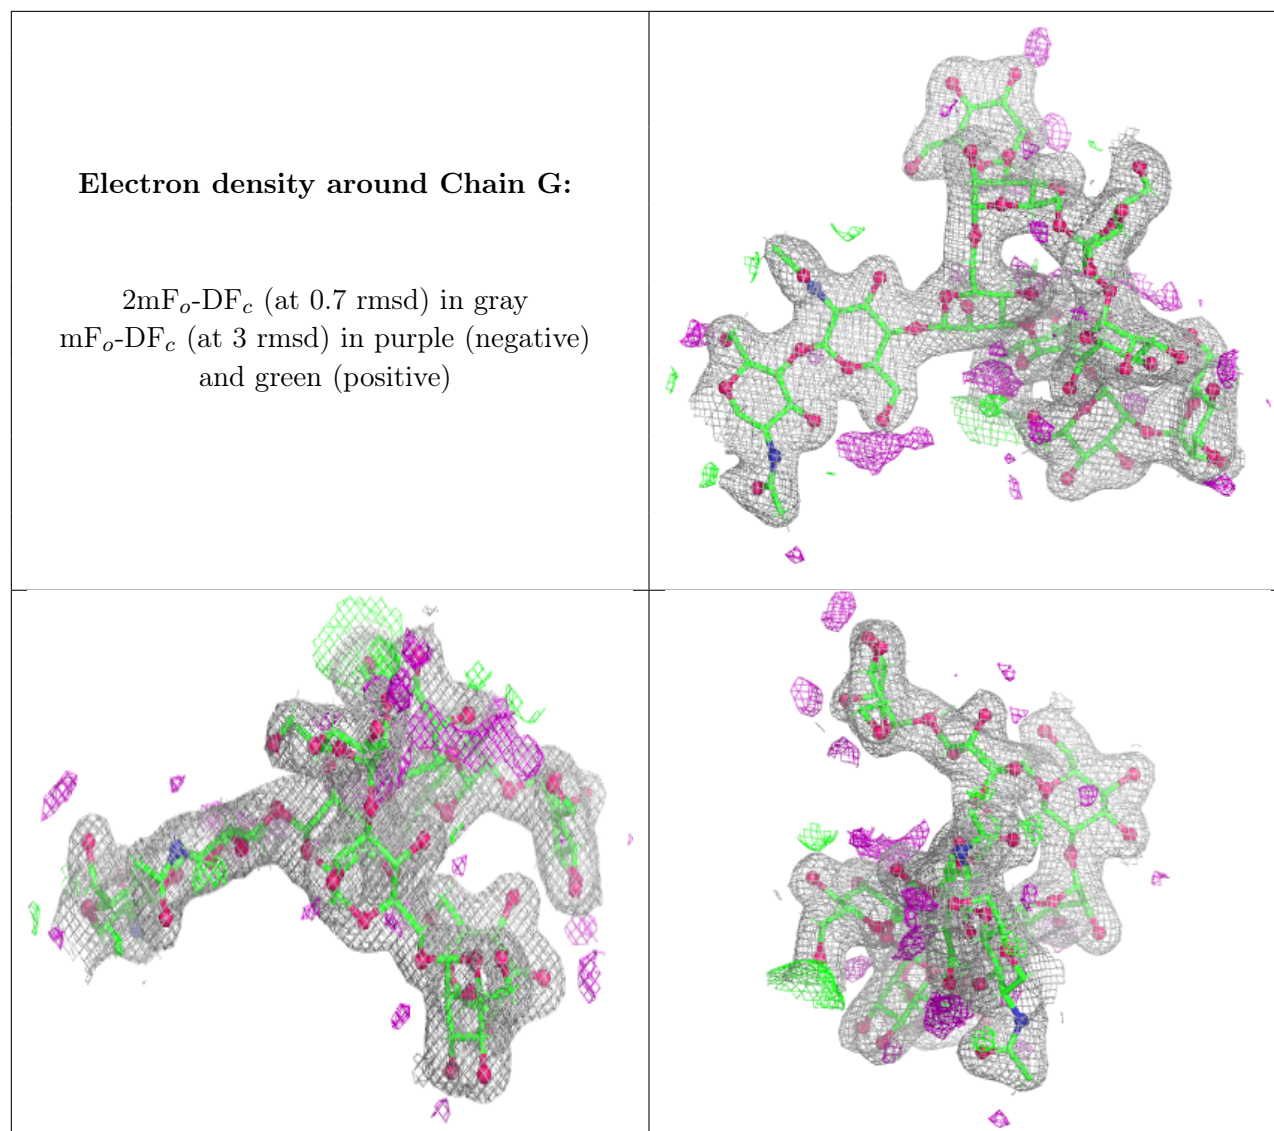 Electron density around Chain G:
2mFₒ-DF𝑐 (at 0.7 rmsd) in gray
mFₒ-DF𝑐 (at 3 rmsd) in purple (negative)
and green (positive)